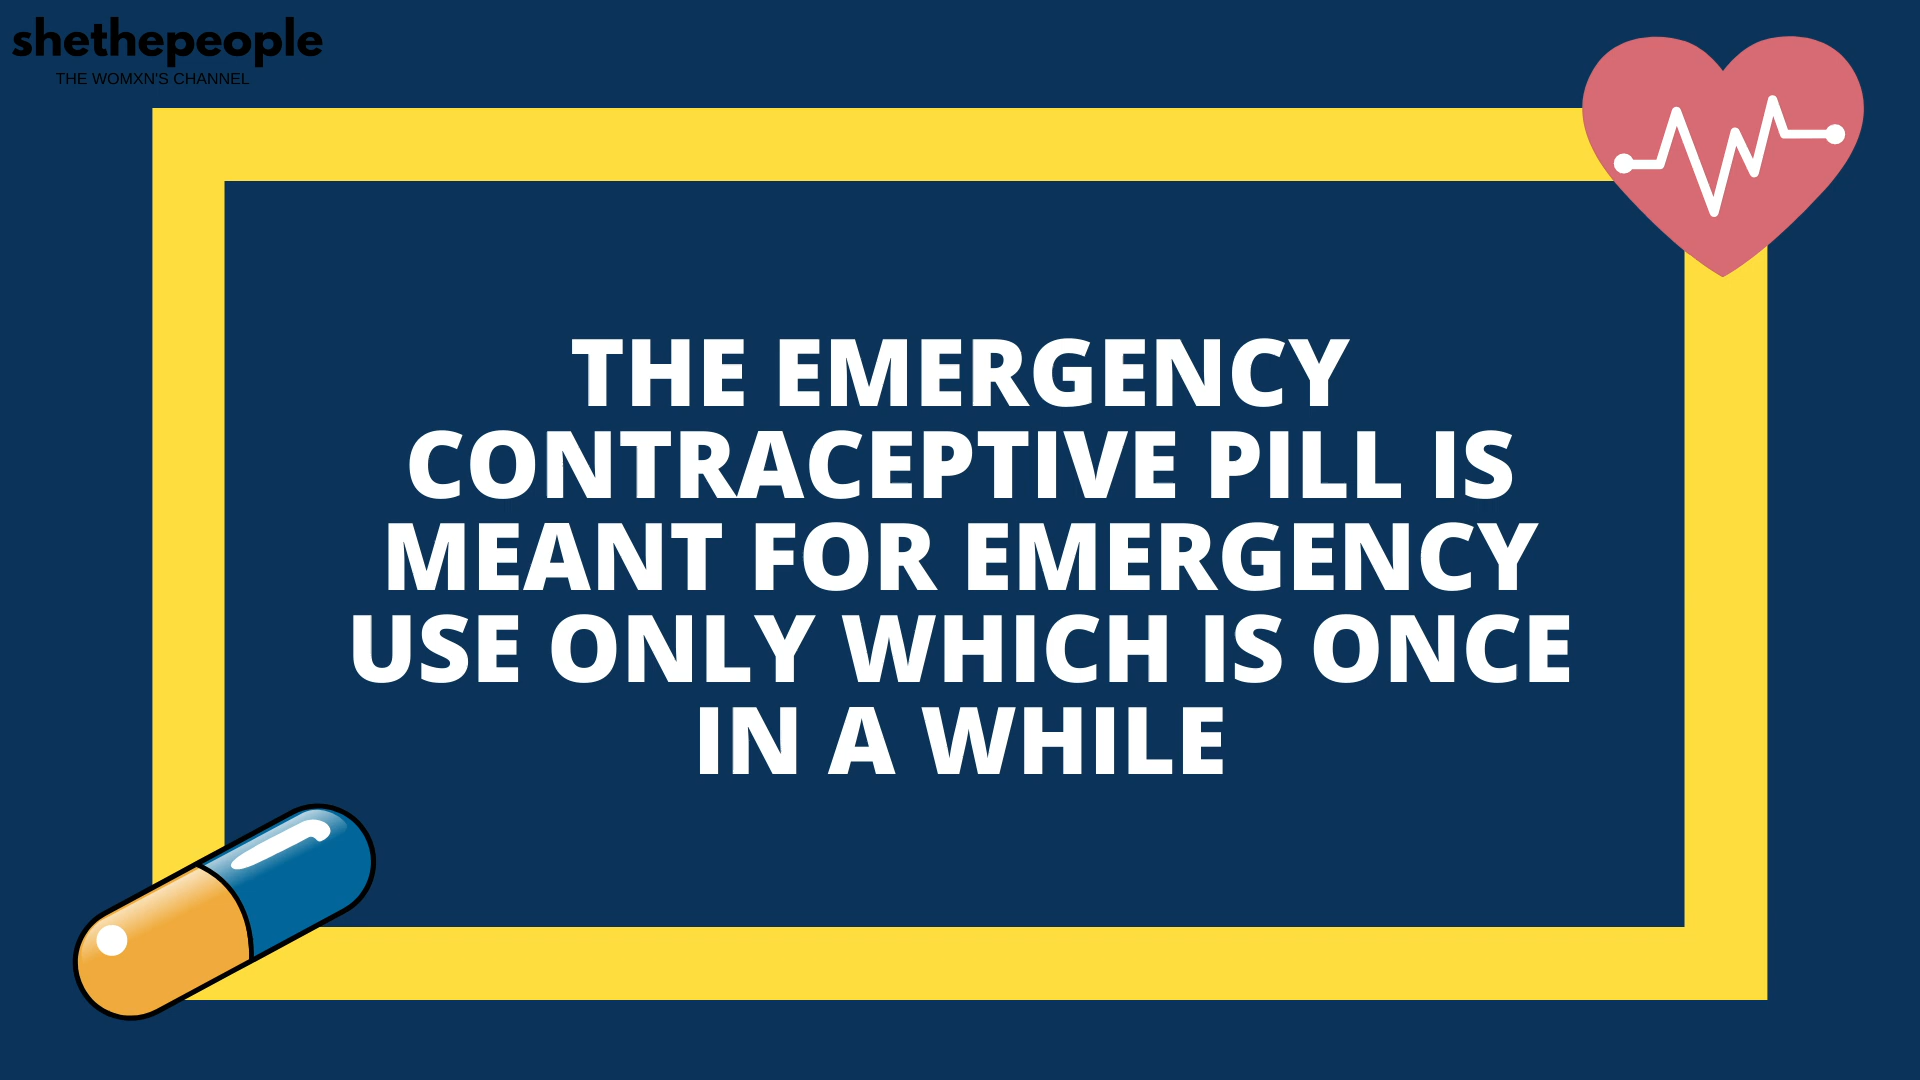 shethepeople
THE WOMXN'S CHANNEL
THE EMERGENCY
CONTRACEPTIVE PILL IS
MEANT FOR EMERGENCY
USE ONLY WHICH IS ONCE
IN A WHILE